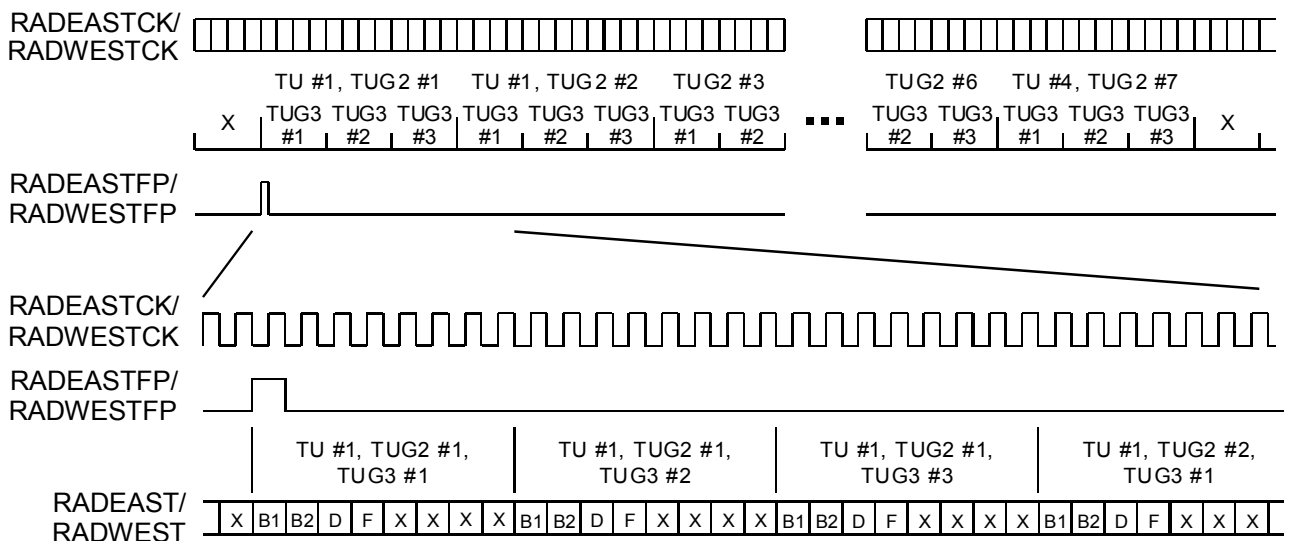 RADEASTCK/
RADWESTCK
TU #1, TUG2 #1 TU #1, TUG2 #2 TUG2 #3 TUG2 #6 TU #4, TUG2 #7
X TUG3 TUG3 TUG3 TUG3 TUG3 TUG3 TUG3 TUG3 TUG3 TUG3 TUG3 TUG3 TUG3 X
#1 #2 #3 #1 #2 #3 #1 #2 #2 #3 #1 #2 #3
RADEASTFP/
RADWESTFP
RADEASTCK/
RADWESTCK
RADEASTFP/
RADWESTFP
TU #1, TUG2 #1, TU #1, TUG2 #1, TU #1, TUG2 #1, TU #1, TUG2 #2,
TUG3 #1 TUG3 #2 TUG3 #3 TUG3 #1
RADEAST/
RADWEST
X B1 B2 D F X X X X B1 B2 D F X X X X B1 B2 D F X X X X B1 B2 D F X X X